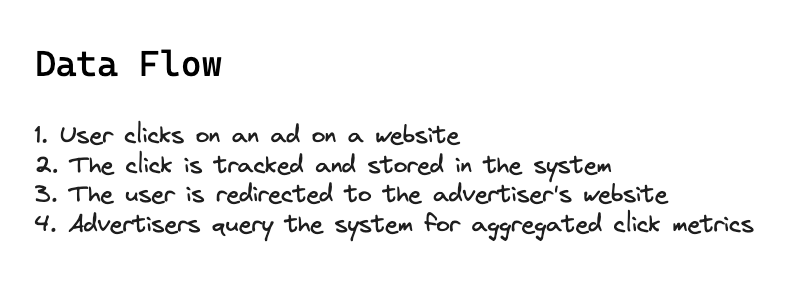 Data Flow
1. User clicks on an ad on a website
2. The click is tracked and stored in the system
3. The user is redirected to the advertiser's website
4. Advertisers query the system for aggregated click metrics